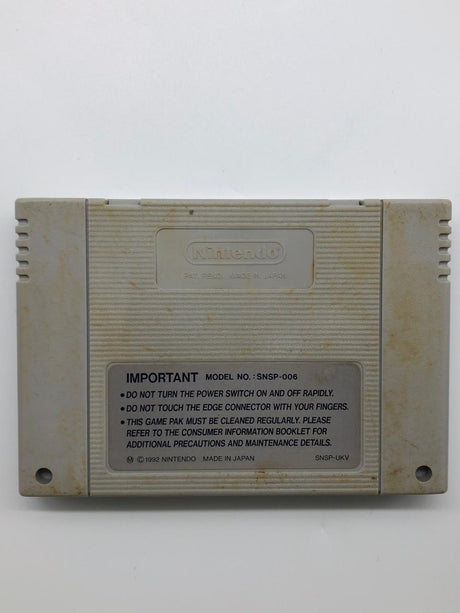 Nintendo
PAT. PEND. MADE IN JAPAN
IMPORTANT MODEL NO. : SNSP-006
• DO NOT TURN THE POWER SWITCH ON AND OFF RAPIDLY.
• DO NOT TOUCH THE EDGE CONNECTOR WITH YOUR FINGERS.
• THIS GAME PAK MUST BE CLEANED REGULARLY. PLEASE
REFER TO THE CONSUMER INFORMATION BOOKLET FOR
ADDITIONAL PRECAUTIONS AND MAINTENANCE DETAILS.
Ⓜ © 1992 NINTENDO MADE IN JAPAN SNSP-UKV